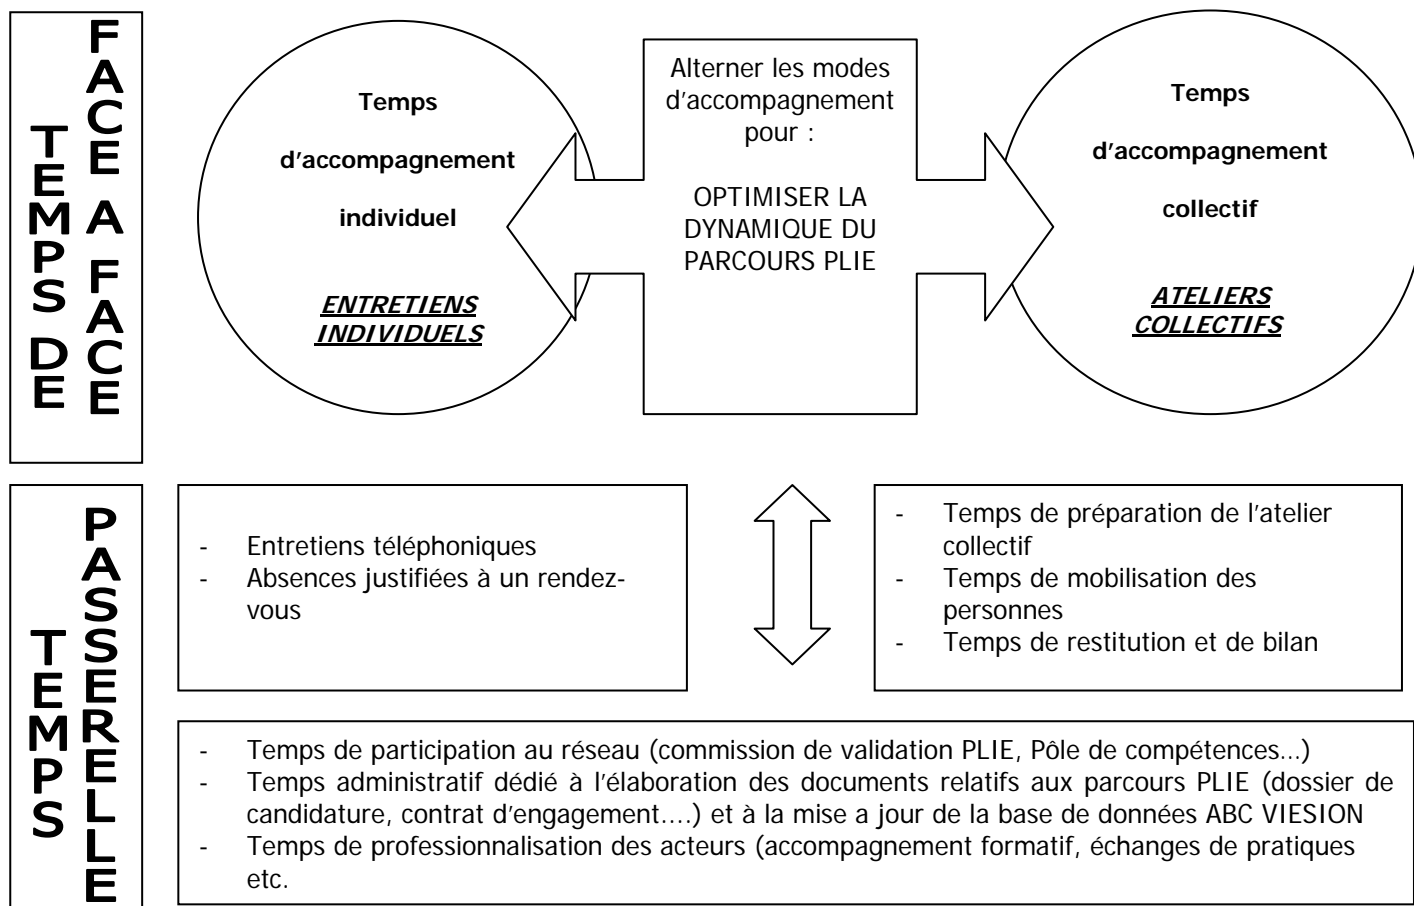 TEMPS DE
FACE A FACE
Temps
d'accompagnement
individuel
ENTRETIENS
INDIVIDUELS
Alterner les modes
d'accompagnement
pour :
OPTIMISER LA
DYNAMIQUE DU
PARCOURS PLIE
Temps
d'accompagnement
collectif
ATELIERS
COLLECTIFS
TEMPS
PASSERELLE
- Entretiens téléphoniques
- Absences justifiées à un rendez-
vous
- Temps de préparation de l'atelier
collectif
- Temps de mobilisation des
personnes
- Temps de restitution et de bilan
- Temps de participation au réseau (commission de validation PLIE, Pôle de compétences…)
- Temps administratif dédié à l'élaboration des documents relatifs aux parcours PLIE (dossier de
candidature, contrat d'engagement….) et à la mise a jour de la base de données ABC VIESION
- Temps de professionnalisation des acteurs (accompagnement formatif, échanges de pratiques
etc.